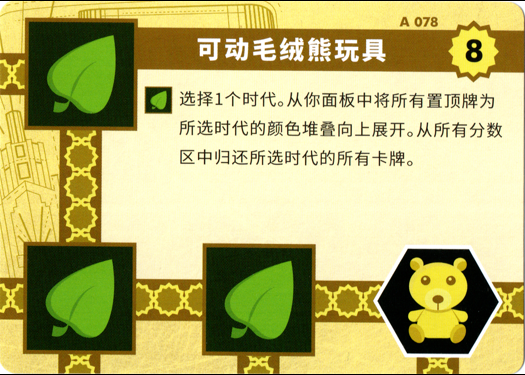 A 078
可动毛绒熊玩具
8
选择1个时代。从你面板中将所有置顶牌为
所选时代的颜色堆叠向上展开。从所有分数
区中归还所选时代的所有卡牌。